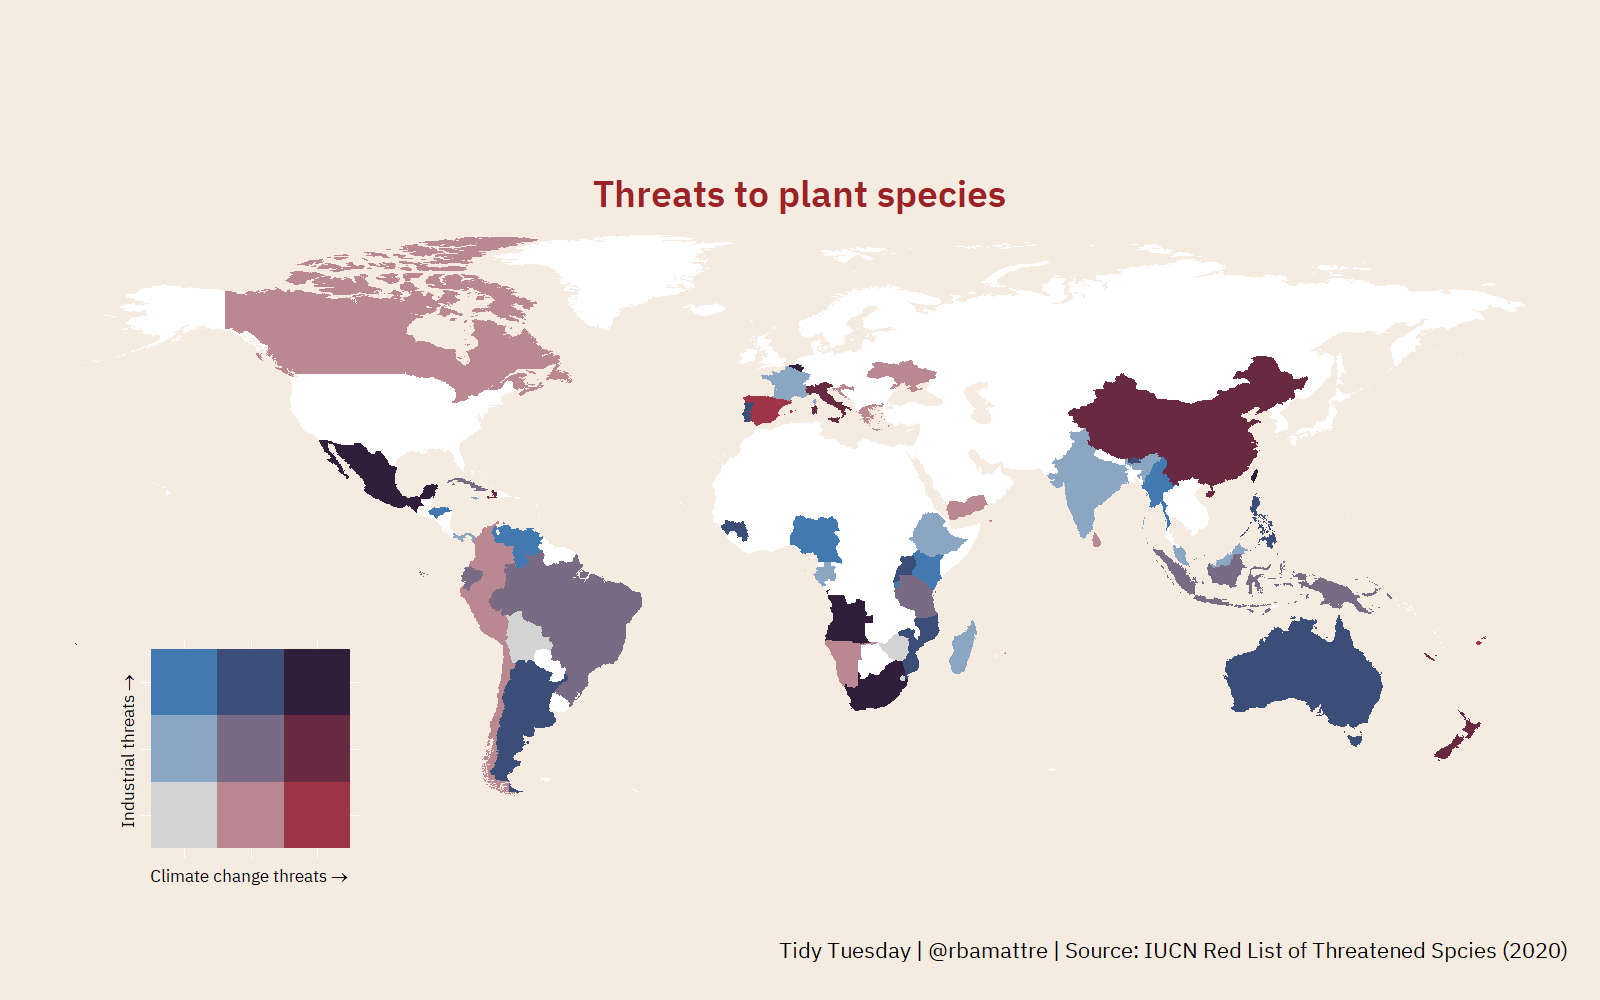 Threats to plant species
Industrial threats →
Climate change threats →
Tidy Tuesday | @rbamattre | Source: IUCN Red List of Threatened Spcies (2020)